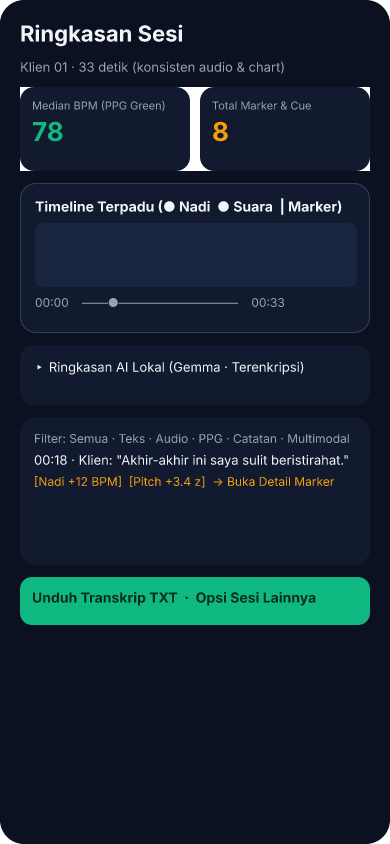 Ringkasan Sesi
Klien 01 · 33 detik (konsisten audio & chart)
Median BPM (PPG Green)
78
Total Marker & Cue
8
Timeline Terpadu (● Nadi ● Suara | Marker)
00:00
00:33
‣ Ringkasan AI Lokal (Gemma · Terenkripsi)
Filter: Semua · Teks · Audio · PPG · Catatan · Multimodal
00:18 · Klien: "Akhir-akhir ini saya sulit beristirahat."
[Nadi +12 BPM] [Pitch +3.4 z] → Buka Detail Marker
Unduh Transkrip TXT · Opsi Sesi Lainnya